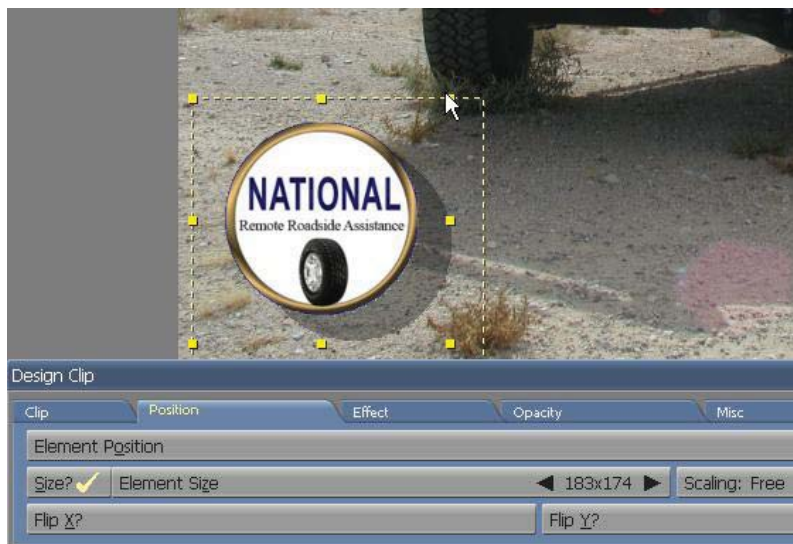 NATIONAL
Remote Roadside Assistance
Design Clip
Clip Position Effect Opacity Misc
Element Position
Size? Element Size 183x174 Scaling: Free
Flip X? Flip Y?